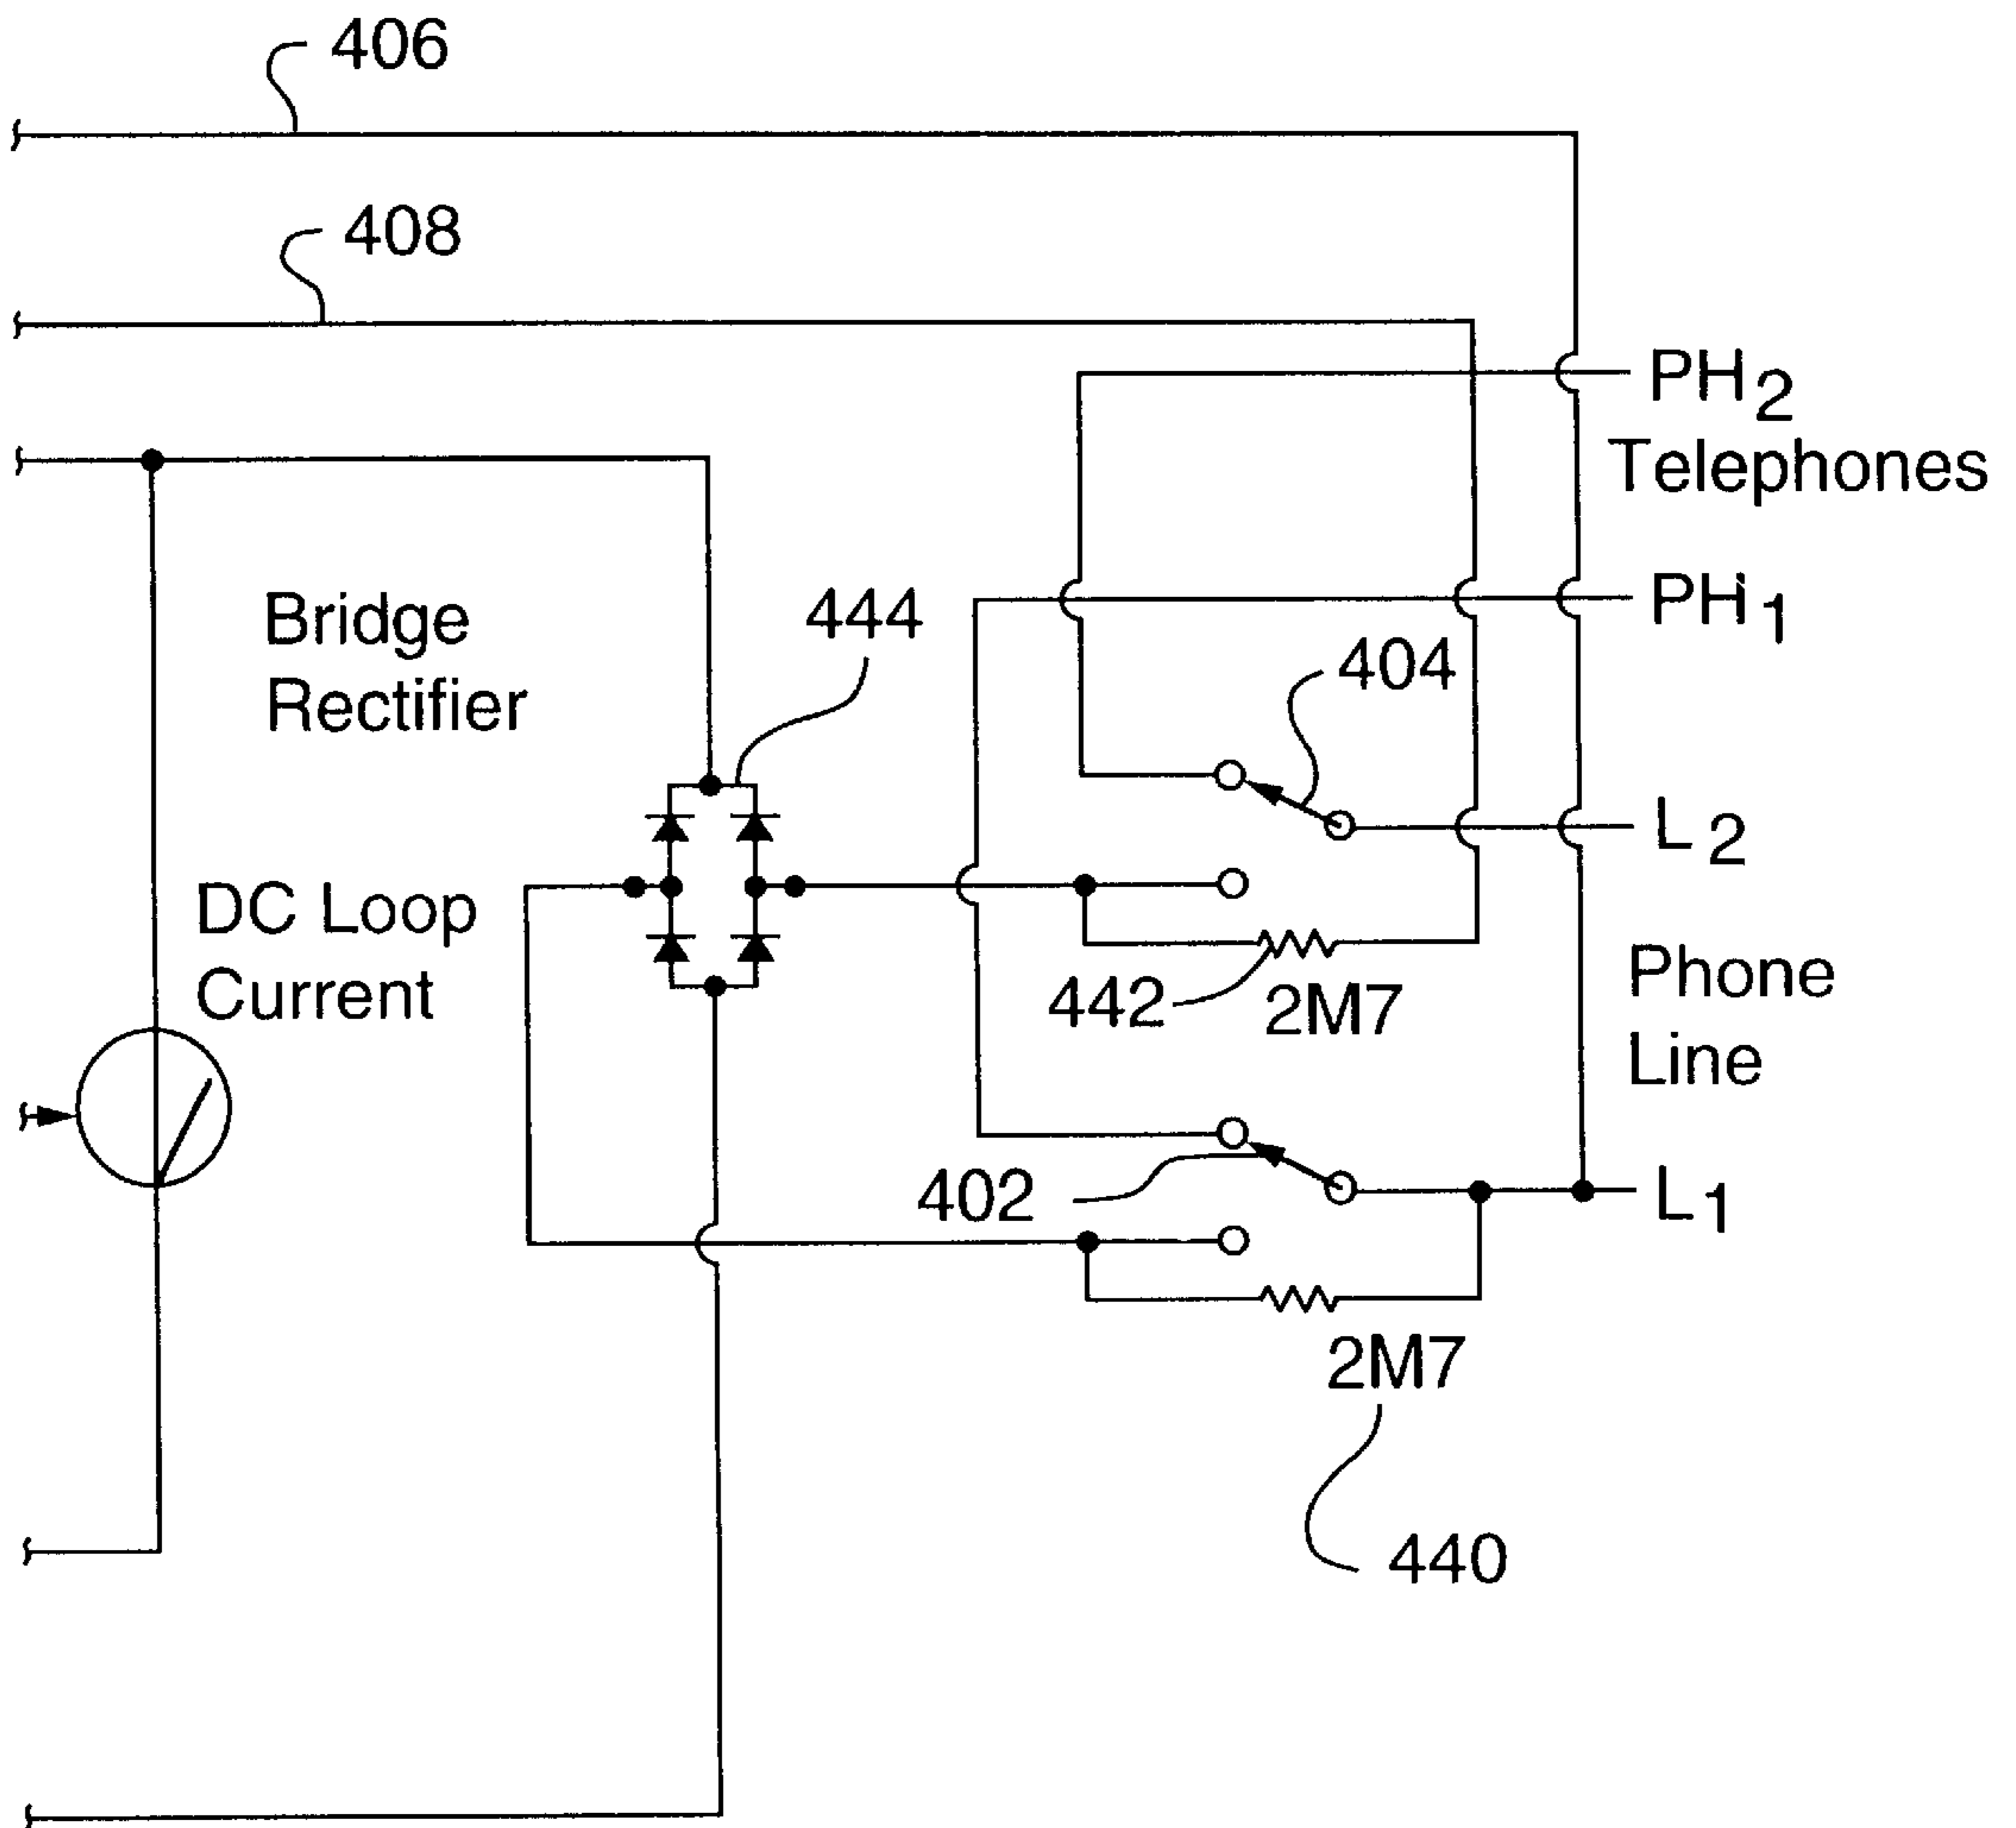 406
408
PH2
Telephones
PH1
Bridge
Rectifier
444
404
L2
DC Loop
Current
442
2M7
Phone
Line
402
L1
2M7
440